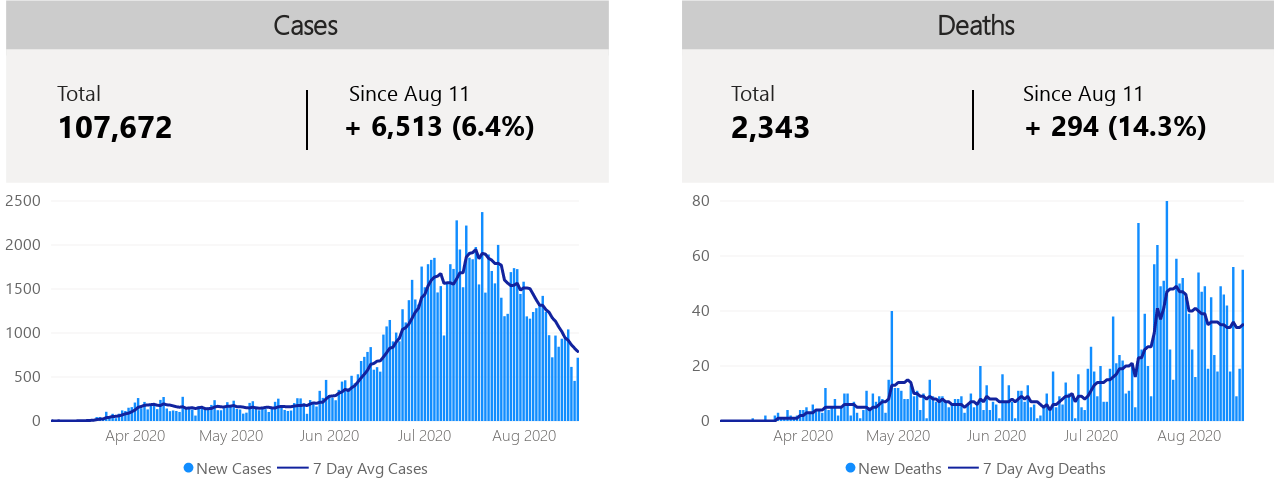 Cases
Total
107,672
Since Aug 11
+ 6,513 (6.4%)
2500
2000
1500
1000
500
0
Apr 2020 May 2020 Jun 2020 Jul 2020 Aug 2020
New Cases 7 Day Avg Cases
Deaths
Total
2,343
Since Aug 11
+ 294 (14.3%)
80
60
40
20
0
Apr 2020 May 2020 Jun 2020 Jul 2020 Aug 2020
New Deaths 7 Day Avg Deaths